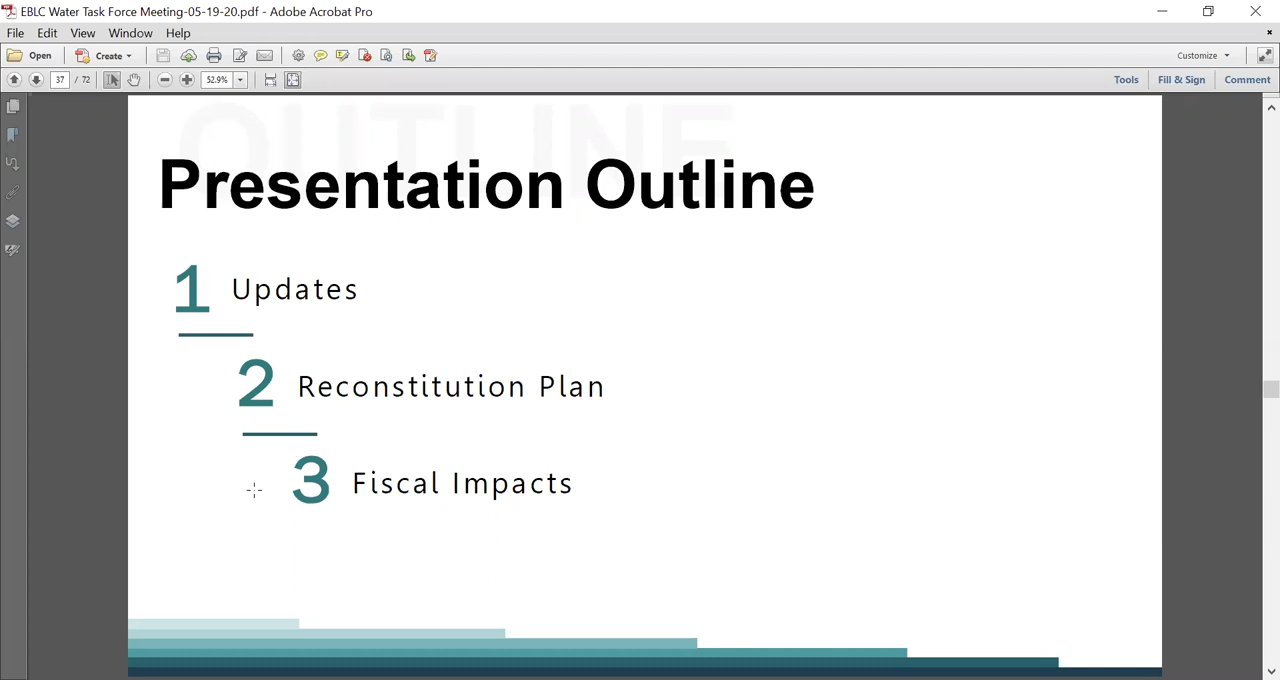 EBLC Water Task Force Meeting-05-19-20.pdf - Adobe Acrobat Pro
File Edit View Window Help
Open Create Customize
37 / 72 52.9% Tools Fill & Sign Comment
OUTLINE
Presentation Outline
1 Updates
2 Reconstitution Plan
3 Fiscal Impacts